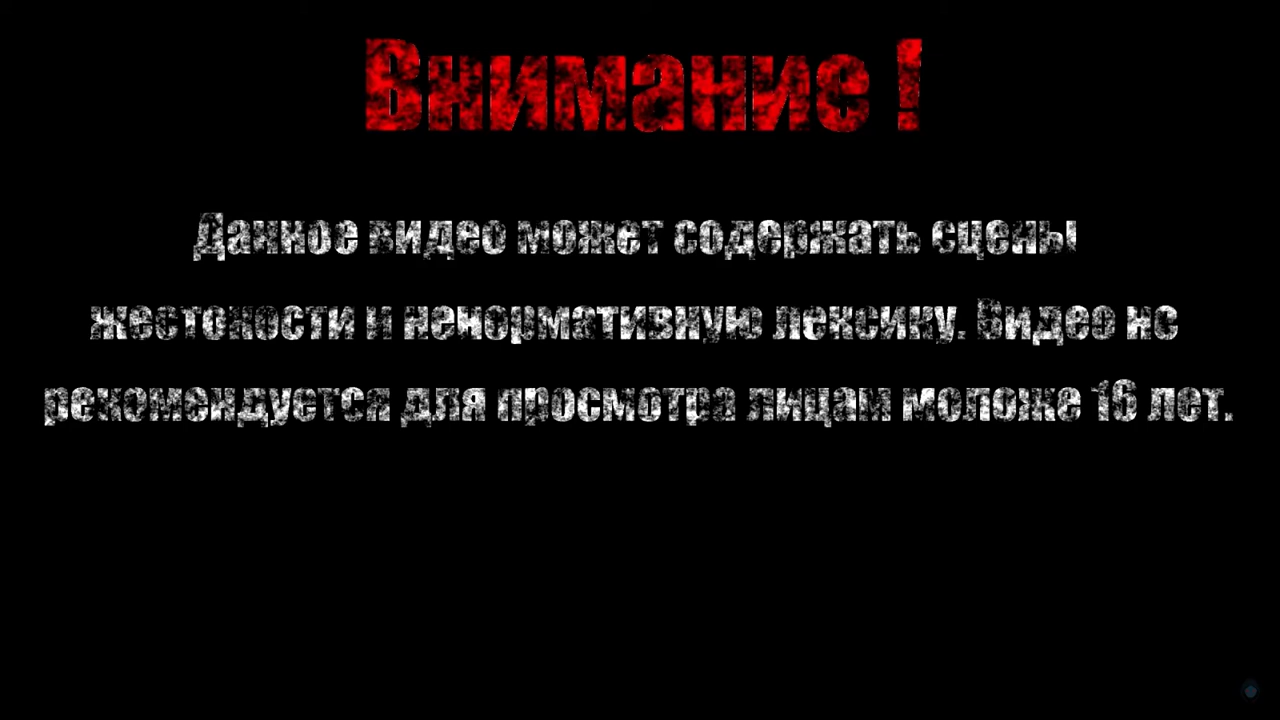 Внимание !
Данное видео может содержать сцены
жестокости и ненормативную лексику. Видео не
рекомендуется для просмотра лицам моложе 16 лет.